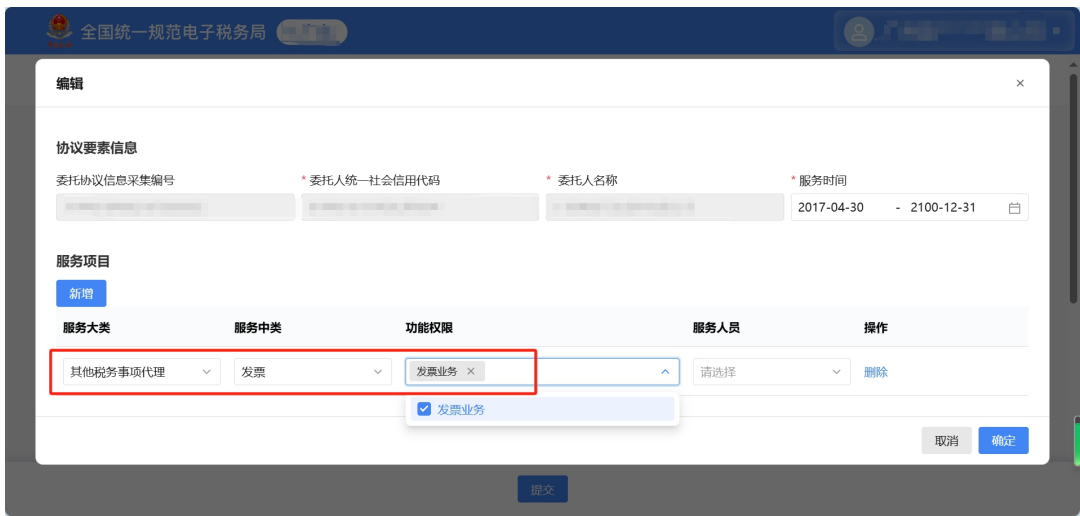 全国统一规范电子税务局
编辑
×
协议要素信息
委托协议信息采集编号
* 委托人统一社会信用代码
* 委托人名称
* 服务时间
2017-04-30 - 2100-12-31
服务项目
新增
服务大类 服务中类 功能权限 服务人员 操作
其他税务事项代理 发票 发票业务 × 请选择 删除
发票业务
取消 确定
提交